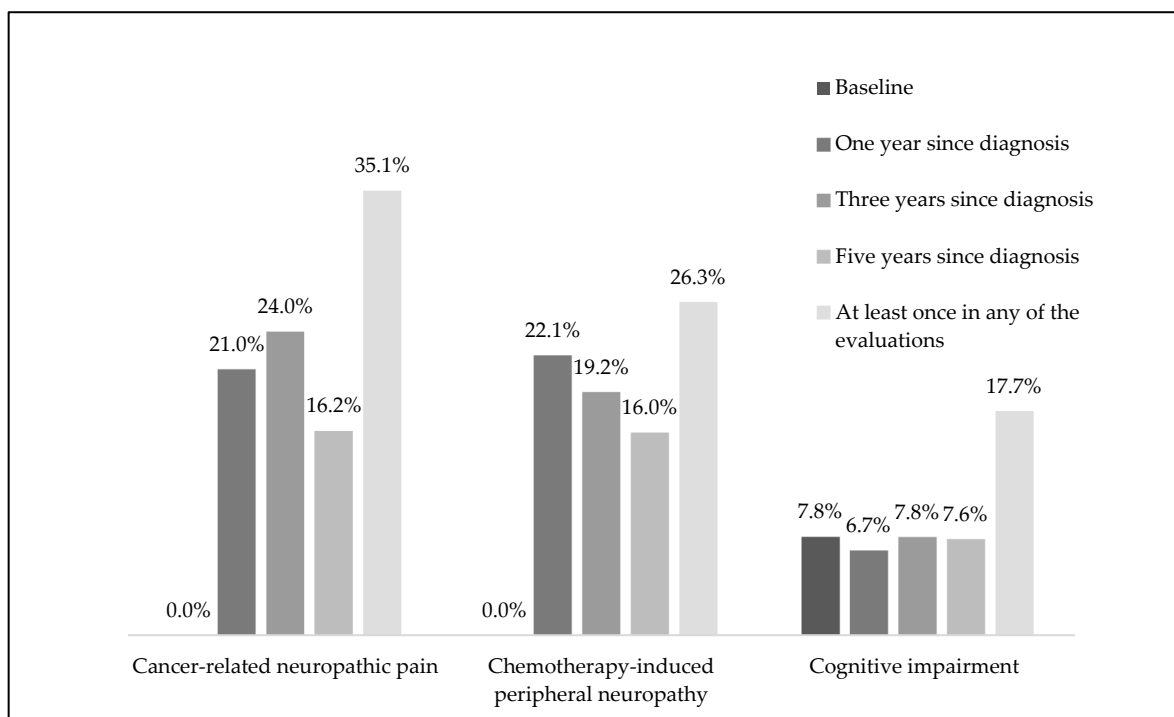 Baseline
One year since diagnosis
Three years since diagnosis
Five years since diagnosis
At least once in any of the
evaluations
0.0%
21.0%
24.0%
16.2%
35.1%
0.0%
22.1%
19.2%
16.0%
26.3%
7.8%
6.7%
7.8%
7.6%
17.7%
Cancer-related neuropathic pain
Chemotherapy-induced
peripheral neuropathy
Cognitive impairment